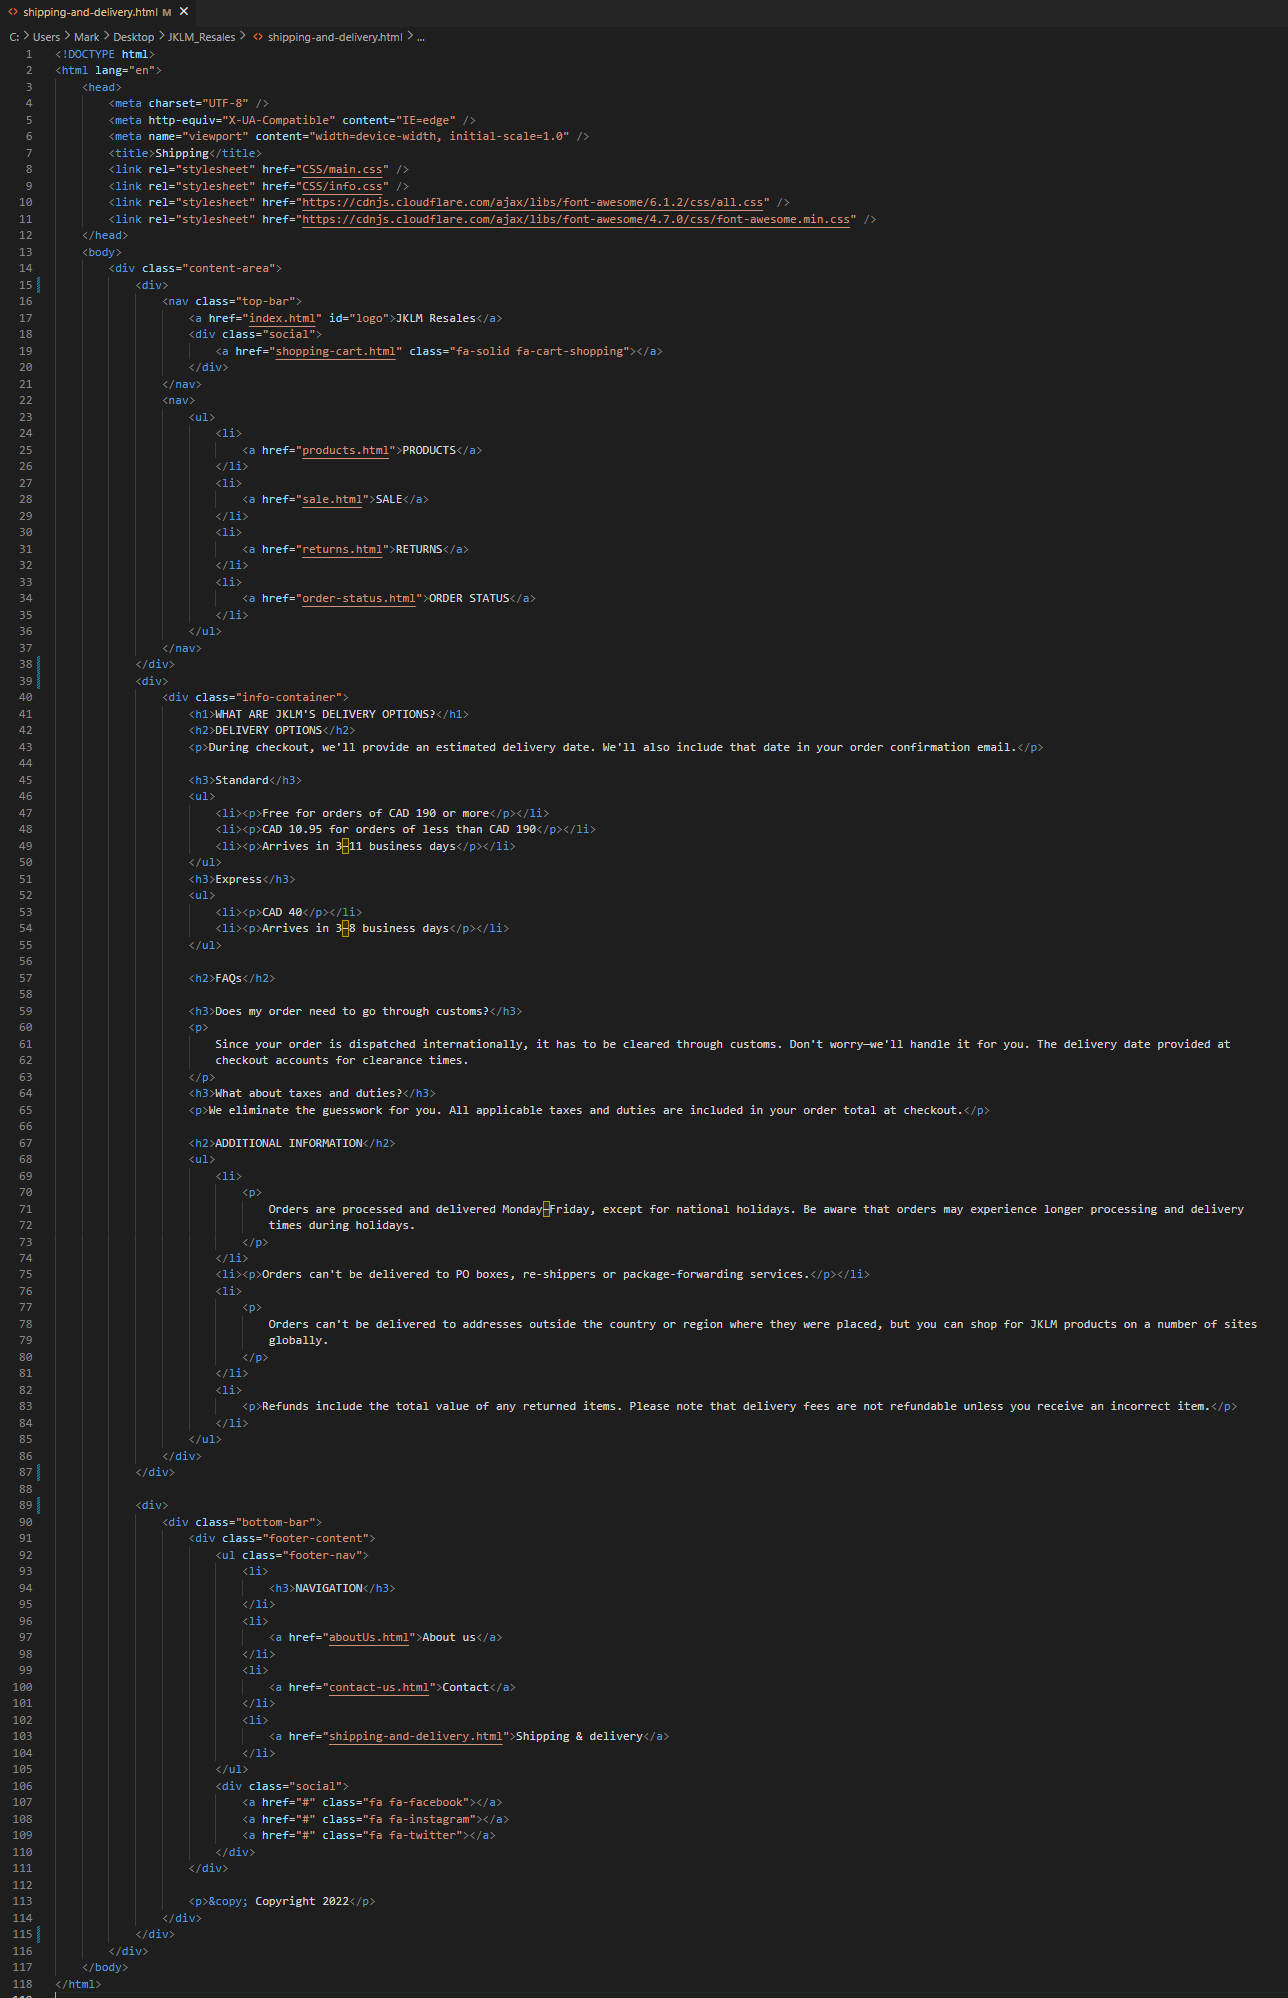 shipping-and-delivery.html M ×
C: > Users > Mark > Desktop > JKLM_Resales > shipping-and-delivery.html > ...
1 <!DOCTYPE html>
2 <html lang="en">
3 <head>
4 <meta charset="UTF-8" />
5 <meta http-equiv="X-UA-Compatible" content="IE=edge" />
6 <meta name="viewport" content="width=device-width, initial-scale=1.0" />
7 <title>Shipping</title>
8 <link rel="stylesheet" href="CSS/main.css" />
9 <link rel="stylesheet" href="CSS/info.css" />
10 <link rel="stylesheet" href="https://cdnjs.cloudflare.com/ajax/libs/font-awesome/6.1.2/css/all.css" />
11 <link rel="stylesheet" href="https://cdnjs.cloudflare.com/ajax/libs/font-awesome/4.7.0/css/font-awesome.min.css" />
12 </head>
13 <body>
14 <div class="content-area">
15 <div>
16 <nav class="top-bar">
17 <a href="index.html" id="logo">JKLM Resales</a>
18 <div class="social">
19 <a href="shopping-cart.html" class="fa-solid fa-cart-shopping"></a>
20 </div>
21 </nav>
22 <nav>
23 <ul>
24 <li>
25 <a href="products.html">PRODUCTS</a>
26 </li>
27 <li>
28 <a href="sale.html">SALE</a>
29 </li>
30 <li>
31 <a href="returns.html">RETURNS</a>
32 </li>
33 <li>
34 <a href="order-status.html">ORDER STATUS</a>
35 </li>
36 </ul>
37 </nav>
38 </div>
39 <div>
40 <div class="info-container">
41 <h1>WHAT ARE JKLM'S DELIVERY OPTIONS?</h1>
42 <h2>DELIVERY OPTIONS</h2>
43 <p>During checkout, we'll provide an estimated delivery date. We'll also include that date in your order confirmation email.</p>
44
45 <h3>Standard</h3>
46 <ul>
47 <li><p>Free for orders of CAD 190 or more</p></li>
48 <li><p>CAD 10.95 for orders of less than CAD 190</p></li>
49 <li><p>Arrives in 3–11 business days</p></li>
50 </ul>
51 <h3>Express</h3>
52 <ul>
53 <li><p>CAD 40</p></li>
54 <li><p>Arrives in 3–8 business days</p></li>
55 </ul>
56
57 <h2>FAQs</h2>
58
59 <h3>Does my order need to go through customs?</h3>
60 <p>
61 Since your order is dispatched internationally, it has to be cleared through customs. Don't worry—we'll handle it for you. The delivery date provided at
62 checkout accounts for clearance times.
63 </p>
64 <h3>What about taxes and duties?</h3>
65 <p>We eliminate the guesswork for you. All applicable taxes and duties are included in your order total at checkout.</p>
66
67 <h2>ADDITIONAL INFORMATION</h2>
68 <ul>
69 <li>
70 <p>
71 Orders are processed and delivered Monday–Friday, except for national holidays. Be aware that orders may experience longer processing and delivery
72 times during holidays.
73 </p>
74 </li>
75 <li><p>Orders can't be delivered to PO boxes, re-shippers or package-forwarding services.</p></li>
76 <li>
77 <p>
78 Orders can't be delivered to addresses outside the country or region where they were placed, but you can shop for JKLM products on a number of sites
79 globally.
80 </p>
81 </li>
82 <li>
83 <p>Refunds include the total value of any returned items. Please note that delivery fees are not refundable unless you receive an incorrect item.</p>
84 </li>
85 </ul>
86 </div>
87 </div>
88
89 <div>
90 <div class="bottom-bar">
91 <div class="footer-content">
92 <ul class="footer-nav">
93 <li>
94 <h3>NAVIGATION</h3>
95 </li>
96 <li>
97 <a href="aboutUs.html">About us</a>
98 </li>
99 <li>
100 <a href="contact-us.html">Contact</a>
101 </li>
102 <li>
103 <a href="shipping-and-delivery.html">Shipping & delivery</a>
104 </li>
105 </ul>
106 <div class="social">
107 <a href="#" class="fa fa-facebook"></a>
108 <a href="#" class="fa fa-instagram"></a>
109 <a href="#" class="fa fa-twitter"></a>
110 </div>
111 </div>
112
113 <p>&copy; Copyright 2022</p>
114 </div>
115 </div>
116 </div>
117 </body>
118 </html>